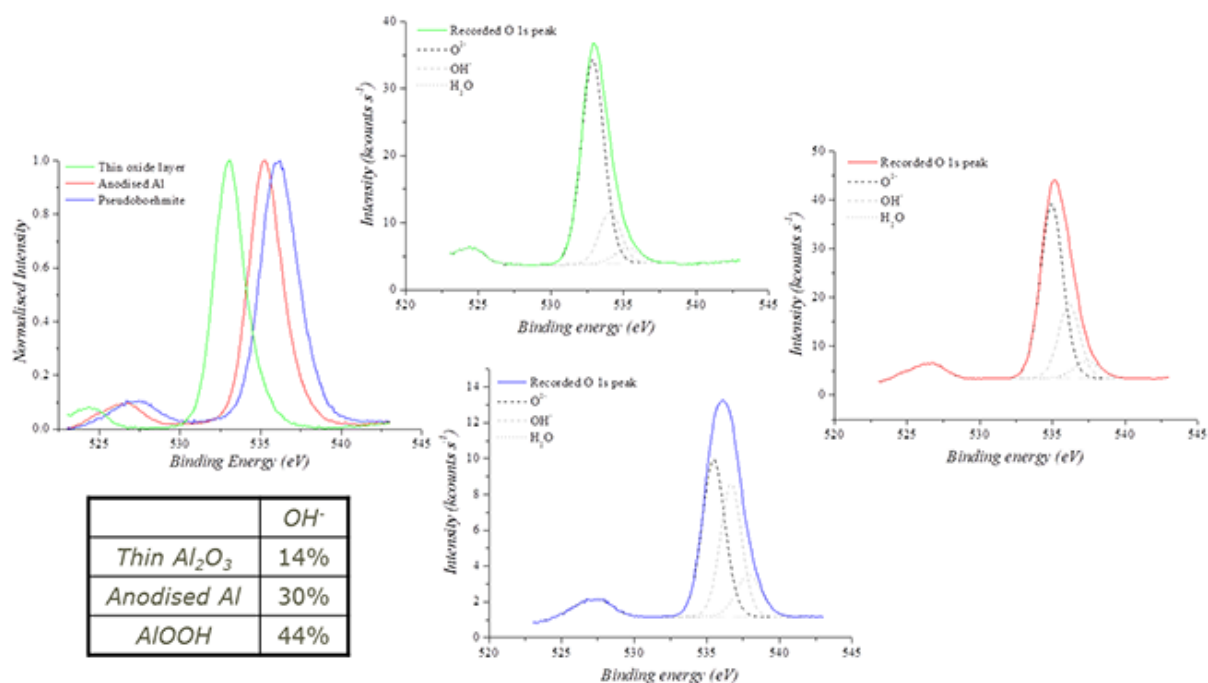 Recorded O 1s peak
O²⁻
OH⁻
H₂O
Intensity (kcounts s⁻¹)
40
30
20
10
0
520
525
530
535
540
545
Binding energy (eV)
Thin oxide layer
Anodised Al
Pseudoboehmite
Normalised Intensity
1.0
0.8
0.6
0.4
0.2
0.0
525
530
535
540
545
Binding Energy (eV)
Recorded O 1s peak
O²⁻
OH⁻
H₂O
Intensity (kcounts s⁻¹)
50
40
30
20
10
0
520
525
530
535
540
545
Binding energy (eV)
Recorded O 1s peak
O²⁻
OH⁻
H₂O
Intensity (kcounts s⁻¹)
14
12
10
8
6
4
2
0
520
525
530
535
540
545
Binding energy (eV)
OH⁻
Thin Al₂O₃ 14%
Anodised Al 30%
AlOOH 44%